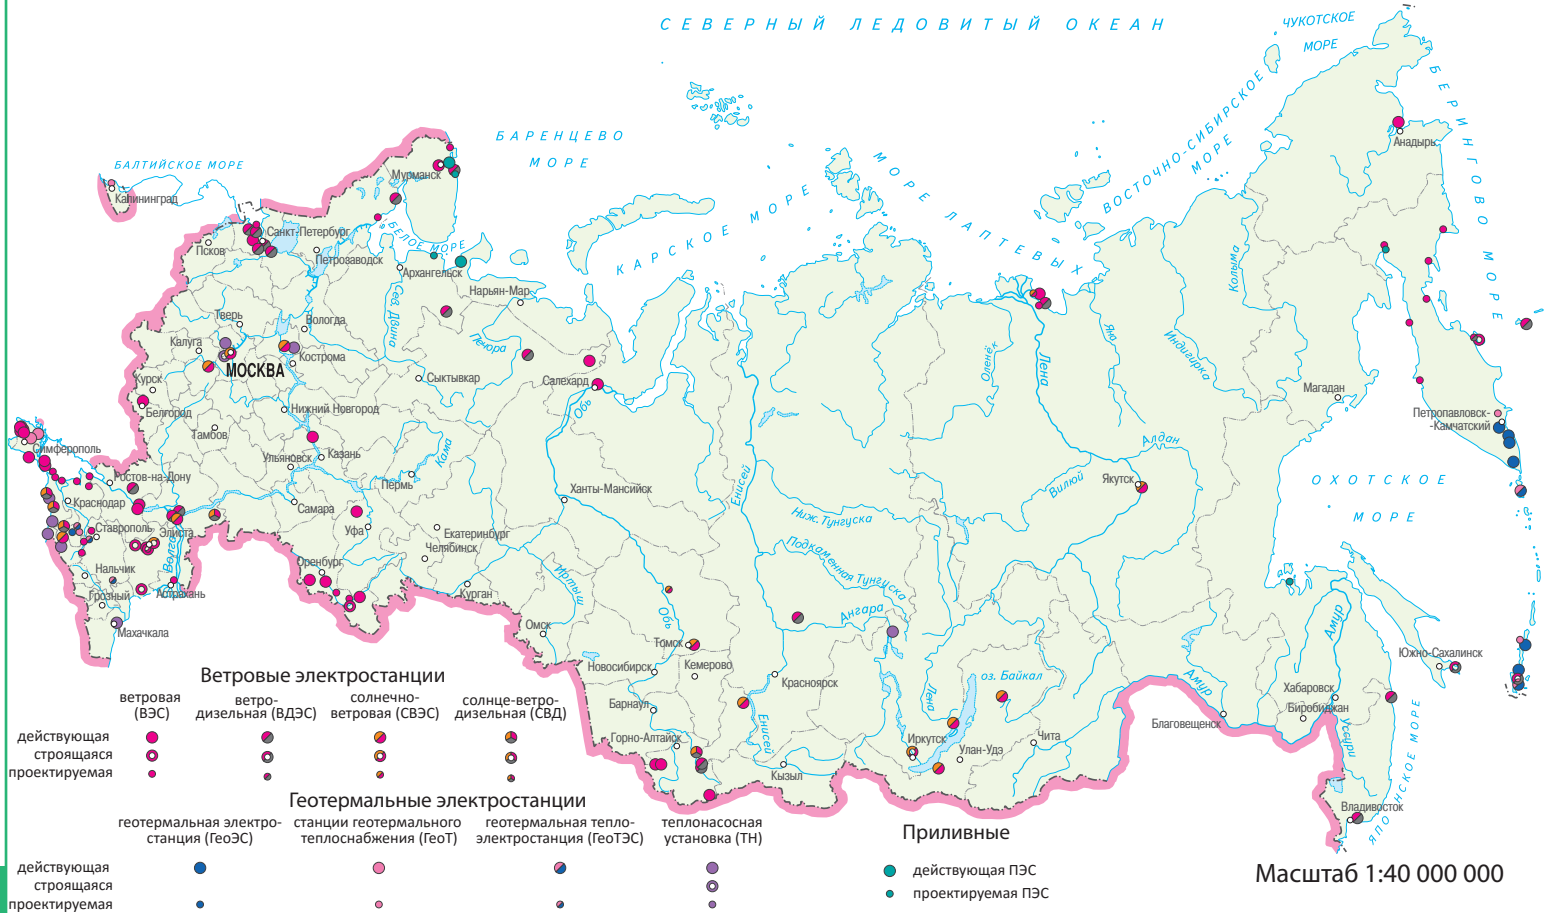 СЕВЕРНЫЙ ЛЕДОВИТЫЙ ОКЕАН
ЧУКОТСКОЕ
МОРЕ
БЕРИНГОВО МОРЕ
ВОСТОЧНО-СИБИРСКОЕ
МОРЕ
БАРЕНЦЕВО
МОРЕ
МОРЕ ЛАПТЕВЫХ
КАРСКОЕ МОРЕ
БАЛТИЙСКОЕ МОРЕ
БЕЛОЕ МОРЕ
Анадырь
Мурманск
Калининград
Санкт-Петербург
Псков
Петрозаводск
Архангельск
Нарьян-Мар
Сев. Двина
Печора
Тверь
Вологда
Калуга
Кострома
МОСКВА
Курск
Белгород
Сыктывкар
Салехард
Обь
Нижний Новгород
Тамбов
Ульяновск
Казань
Кама
Пермь
Симферополь
Ростов-на-Дону
Краснодар
Ставрополь
Элиста
Волга
Самара
Уфа
Екатеринбург
Челябинск
Ханты-Мансийск
Оренбург
Нальчик
Грозный
Астрахань
Махачкала
Курган
Иртыш
Омск
Обь
Томск
Новосибирск
Кемерово
Барнаул
Горно-Алтайск
Красноярск
Енисей
Кызыл
Енисей
Ниж. Тунгуска
Подкаменная Тунгуска
Ангара
Оленёк
Лена
Яна
Индигирка
Колыма
Вилюй
Алдан
Якутск
Магадан
Петропавловск-
-Камчатский
ОХОТСКОЕ
МОРЕ
Лена
оз. Байкал
Иркутск
Улан-Удэ
Чита
Амур
Амур
Благовещенск
Хабаровск
Биробиджан
Уссури
Южно-Сахалинск
Владивосток
ЯПОНСКОЕ МОРЕ
Ветровые электростанции
ветровая
(ВЭС)
ветро-
дизельная (ВДЭС)
солнечно-
ветровая (СВЭС)
солнце-ветро-
дизельная (СВД)
действующая
строящаяся
проектируемая
Геотермальные электростанции
геотермальная электро-
станция (ГеоЭС)
станции геотермального
теплоснабжения (ГеоТ)
геотермальная тепло-
электростанция (ГеоТЭС)
теплонасосная
установка (ТН)
действующая
строящаяся
проектируемая
Приливные
действующая ПЭС
проектируемая ПЭС
Масштаб 1:40 000 000